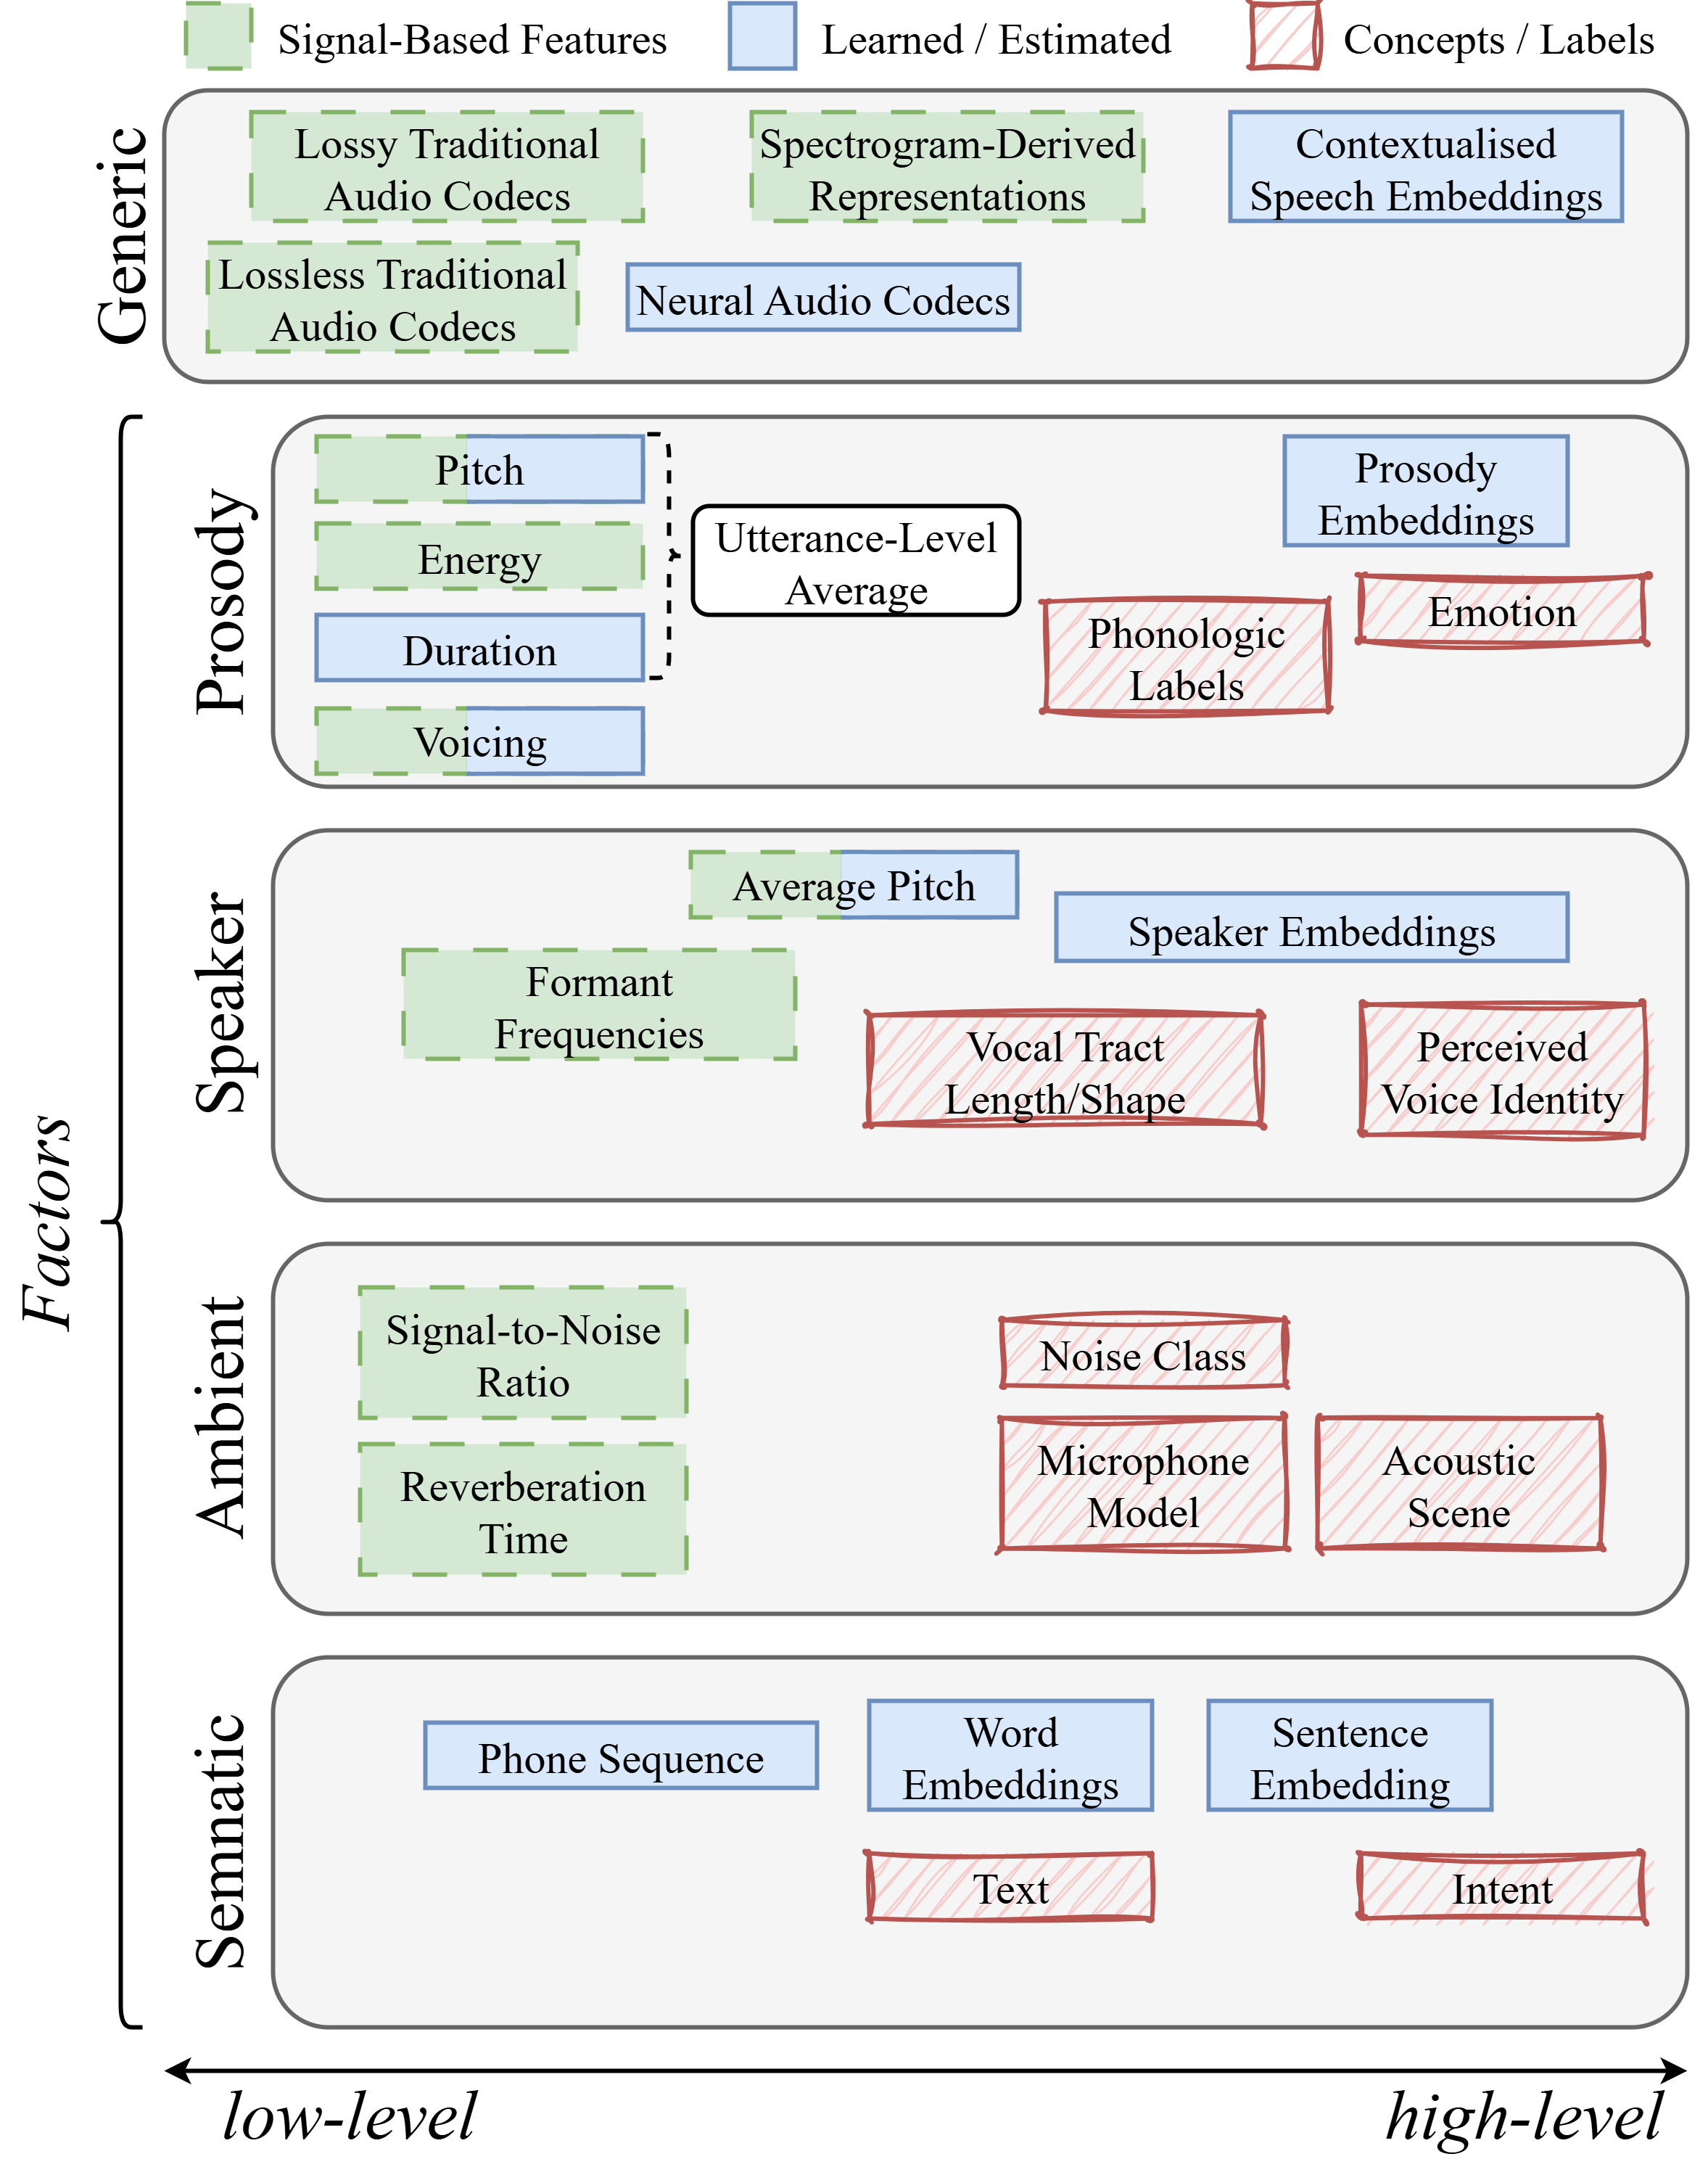 Signal-Based Features
Learned / Estimated
Concepts / Labels
Generic
Lossy Traditional
Audio Codecs
Spectrogram-Derived
Representations
Contextualised
Speech Embeddings
Lossless Traditional
Audio Codecs
Neural Audio Codecs
Factors
Prosody
Pitch
Energy
Duration
Voicing
Utterance-Level
Average
Prosody
Embeddings
Phonologic
Labels
Emotion
Speaker
Average Pitch
Speaker Embeddings
Formant
Frequencies
Vocal Tract
Length/Shape
Perceived
Voice Identity
Ambient
Signal-to-Noise
Ratio
Reverberation
Time
Noise Class
Microphone
Model
Acoustic
Scene
Sematic
Phone Sequence
Word
Embeddings
Sentence
Embedding
Text
Intent
low-level
high-level